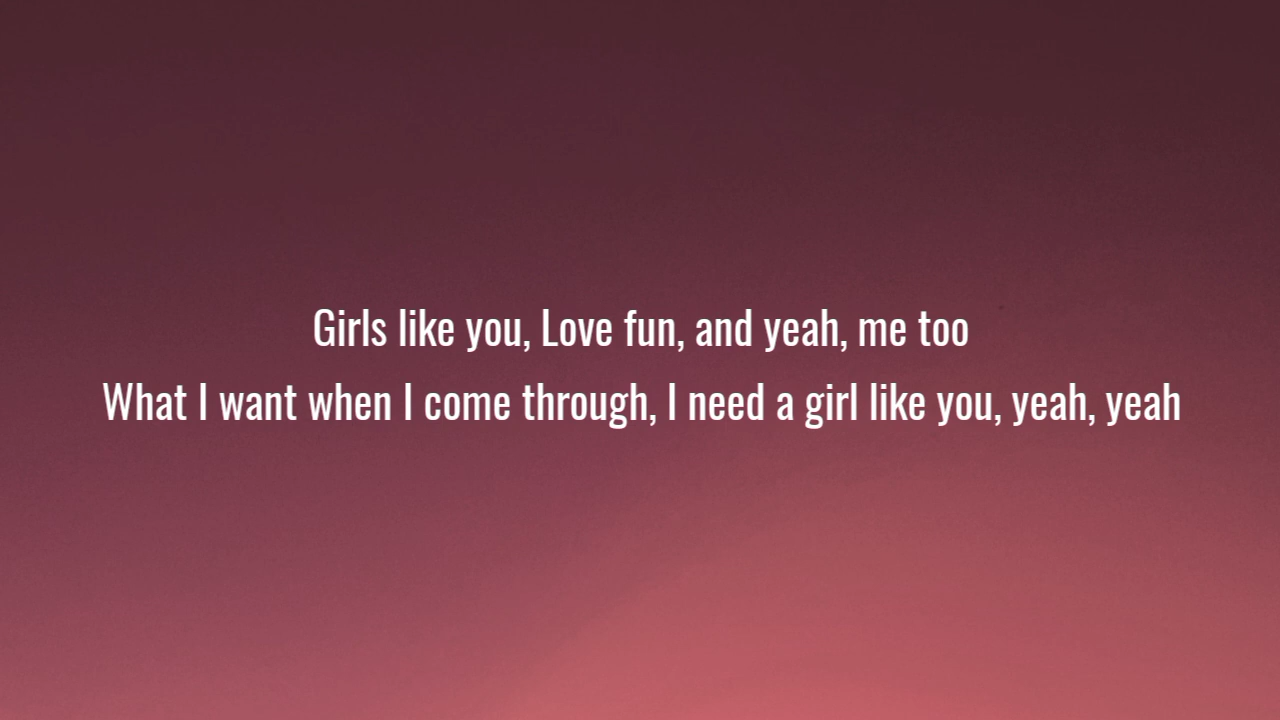 Girls like you, Love fun, and yeah, me too
What I want when I come through, I need a girl like you, yeah, yeah